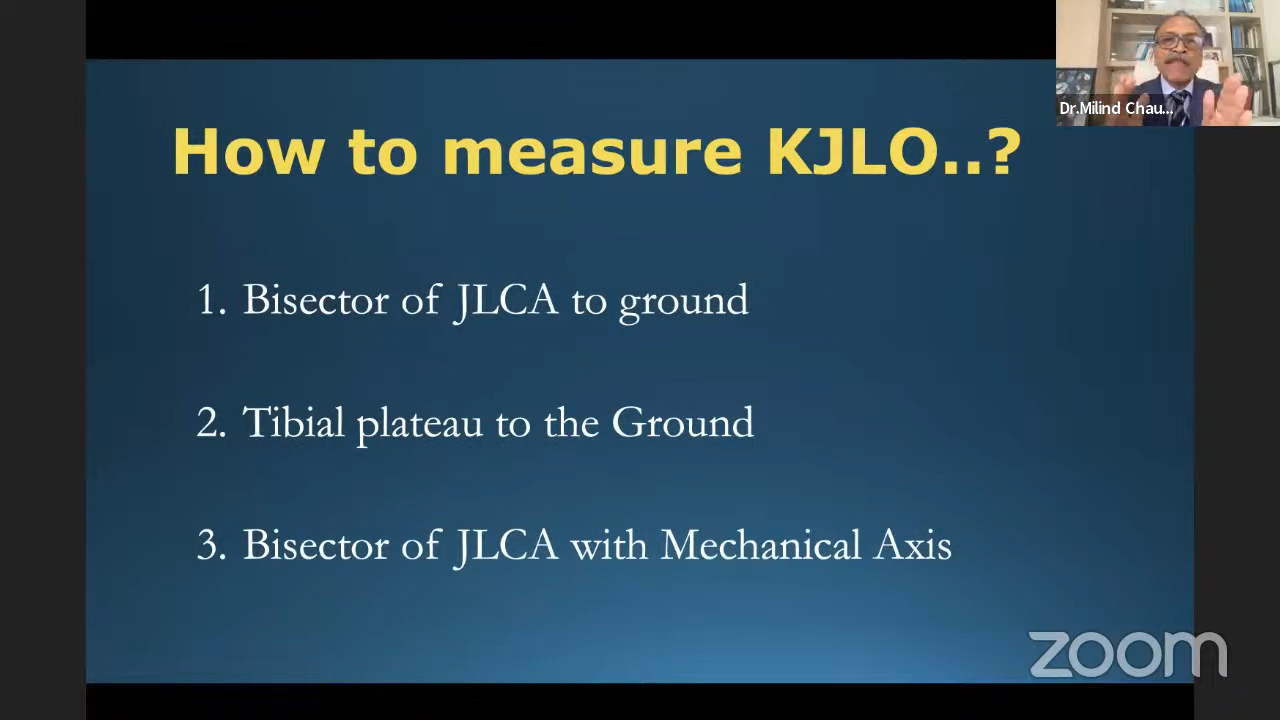 Dr.Milind Chau...
How to measure KJLO..?
1. Bisector of JLCA to ground
2. Tibial plateau to the Ground
3. Bisector of JLCA with Mechanical Axis
zoom